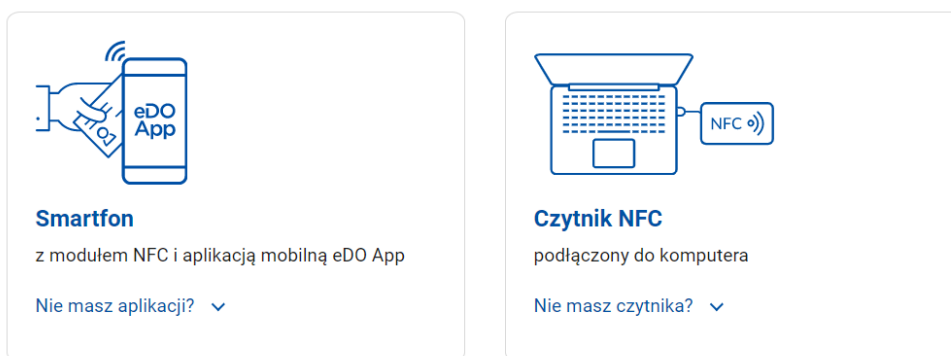 eDO
App
Smartfon
z modułem NFC i aplikacją mobilną eDO App
Nie masz aplikacji?
NFC
Czytnik NFC
podłączony do komputera
Nie masz czytnika?